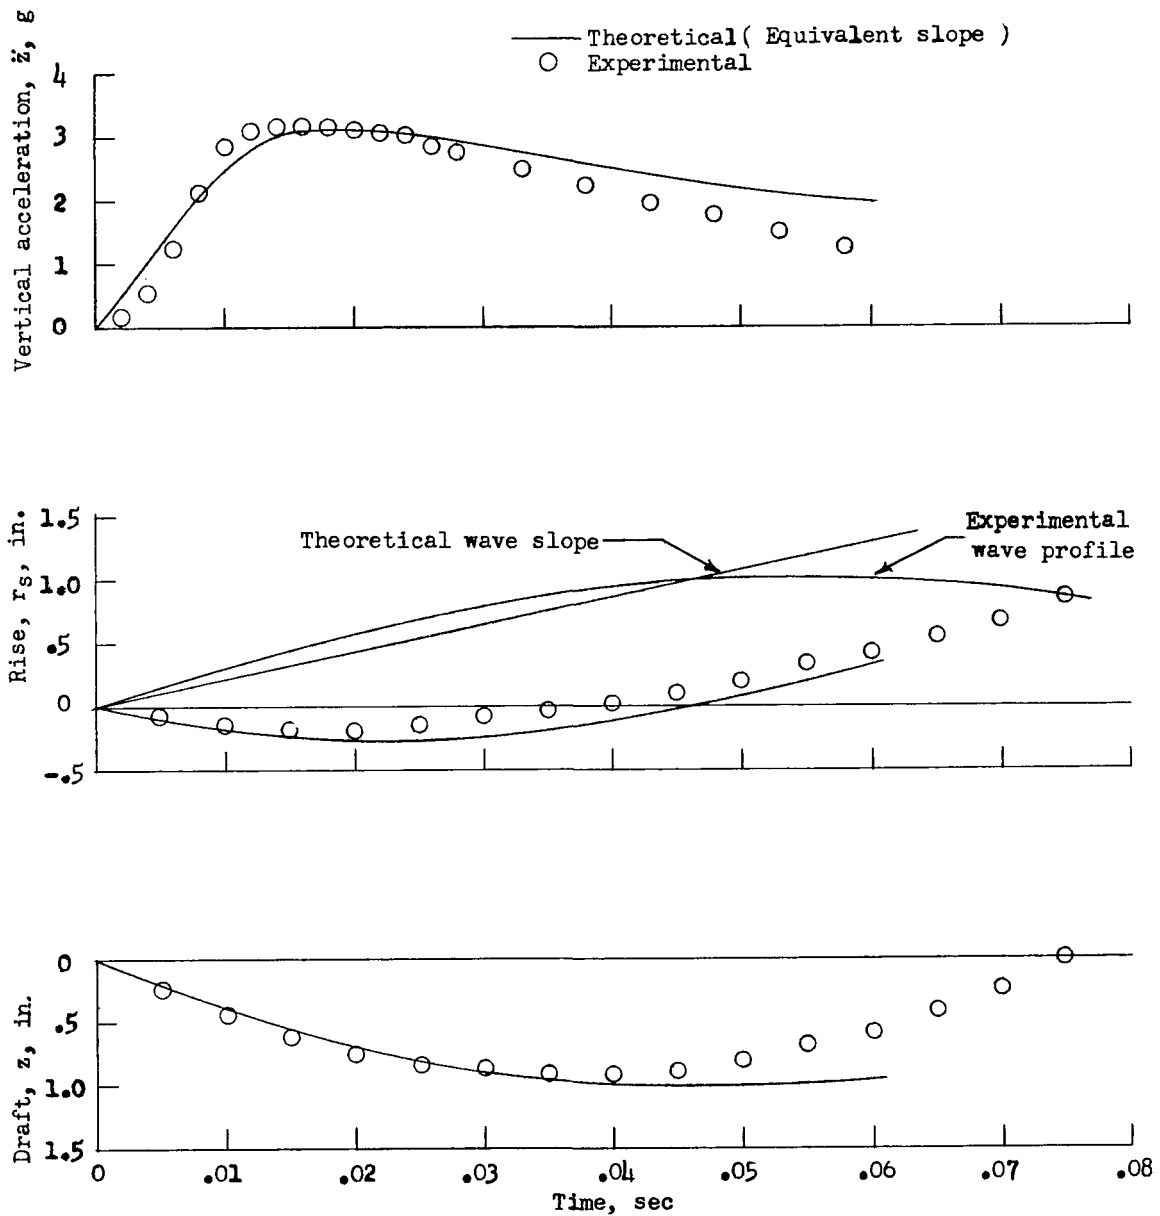 Theoretical( Equivalent slope )
Experimental
Vertical acceleration, z̈, g
4
3
2
1
0
Rise, rs, in.
1.5
1.0
.5
0
-.5
Theoretical wave slope
Experimental
wave profile
Draft, z, in.
0
.5
1.0
1.5
0 .01 .02 .03 .04 .05 .06 .07 .08
Time, sec